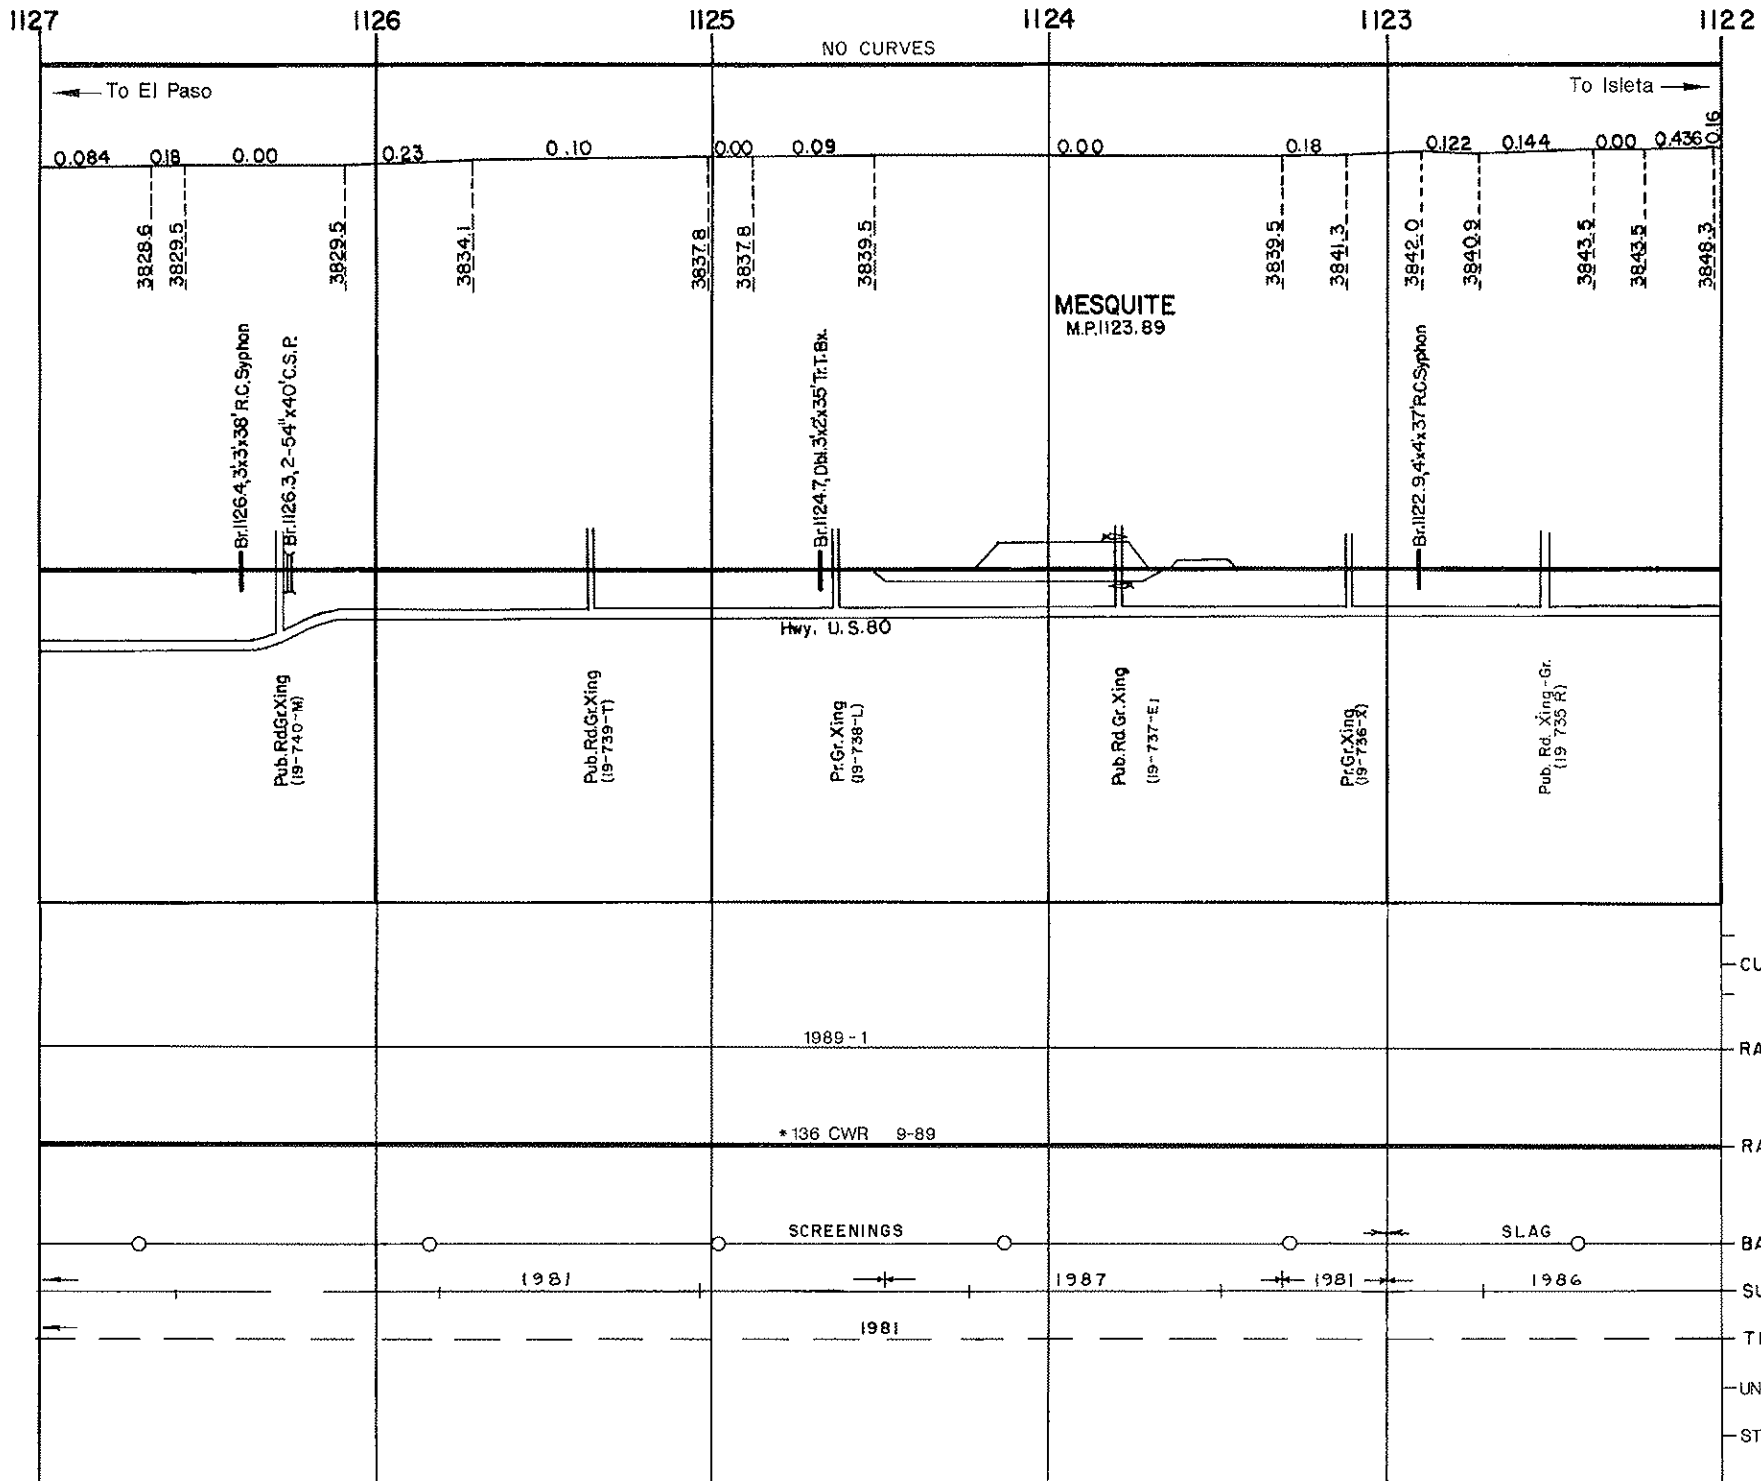 1127 1126 1125 1124 1123 1122
NO CURVES
To El Paso
To Isleta
0.084 0.18 0.00 0.23 0.10 0.00 0.09 0.00 0.18 0.122 0.144 0.00 0.436 0.16
3828.6
3829.5
3829.5
3834.1
3837.8
3837.8
3839.5
3839.5
3841.3
3842.0
3840.9
3843.5
3843.5
3848.3
MESQUITE
M.P.1123.89
Br.1126.4,3'x3'x38' R.C.Syphon
Br.1126.3, 2-54"x40' C.S.P.
Br.1124.7, Dbl.3'x2'x35' Tr.T.Bx.
Br.1122.9,4'x4'x37' R.C.Syphon
Hwy. U.S.80
Pub.Rd.Gr.Xing
(19-740-M)
Pub.Rd.Gr.Xing
(19-739-T)
Pr.Gr.Xing
(19-738-L)
Pub.Rd.Gr.Xing
(19-737-E)
Pr.Gr.Xing
(19-736-X)
Pub. Rd. Xing-Gr.
(19 735 R)
CU
1989-1
RA
*136 CWR 9-89
RA
SCREENINGS SLAG
BA
1981 1987 1981 1986
SU
1981
TI
UN
ST